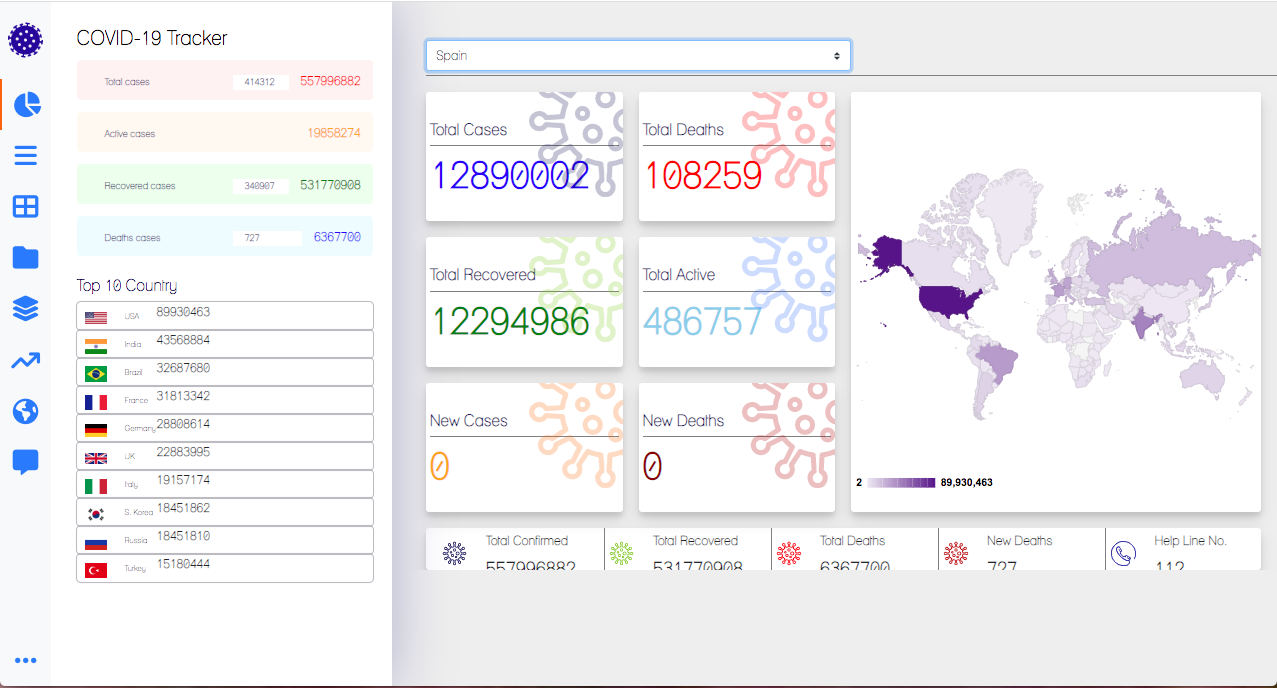 COVID-19 Tracker
Total cases 414312 557996882
Active cases 19858274
Recovered cases 340907 531770908
Deaths cases 727 6367700
Top 10 Country
USA 89930463
India 43568884
Brazil 32687680
France 31813342
Germany 28808614
UK 22883995
Italy 19157174
S. Korea 18451862
Russia 18451810
Turkey 15180444
Spain
Total Cases
12890002
Total Deaths
108259
Total Recovered
12294986
Total Active
486757
New Cases
0
New Deaths
0
2 89,930,463
Total Confirmed
557996882
Total Recovered
531770908
Total Deaths
6367700
New Deaths
727
Help Line No.
112